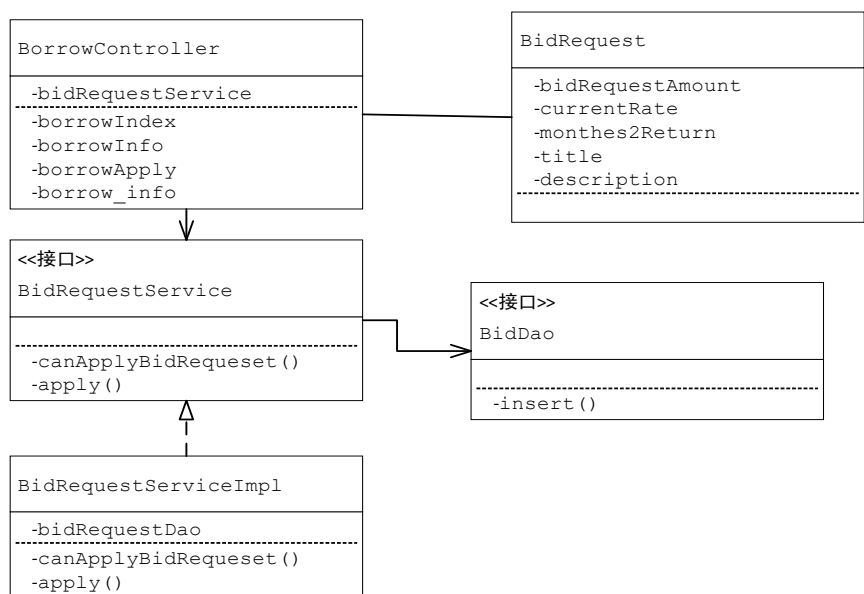 BorrowController
-bidRequestService
-borrowIndex
-borrowInfo
-borrowApply
-borrow_info
BidRequest
-bidRequestAmount
-currentRate
-monthes2Return
-title
-description
<<接口>>
BidRequestService
-canApplyBidRequeset()
-apply()
<<接口>>
BidDao
-insert()
BidRequestServiceImpl
-bidRequestDao
-canApplyBidRequeset()
-apply()